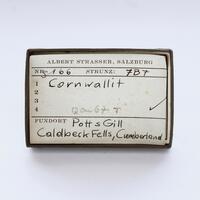 ALBERT STRASSER, SALZBURG
NR. 166 STRUNZ: 7B7
1 Cornwallit
2
3
4
FUNDORT Potts Gill
Caldbeck Fells, Cumberland.